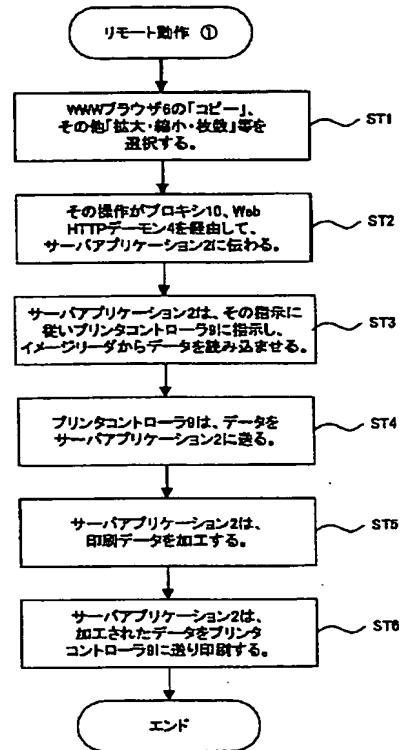 リモート動作 ①
WWWブラウザ6の「コピー」、
その他「拡大・縮小・枚数」等を
選択する。
ST1
その操作がプロキシ10、Web
HTTPデーモン4を経由して、
サーバアプリケーション2に伝わる。
ST2
サーバアプリケーション2は、その指示に
従いプリンタコントローラ9に指示し、
イメージリーダからデータを読み込ませる。
ST3
プリンタコントローラ9は、データを
サーバアプリケーション2に送る。
ST4
サーバアプリケーション2は、
印刷データを加工する。
ST5
サーバアプリケーション2は、
加工されたデータをプリンタ
コントローラ9に送り印刷する。
ST6
エンド